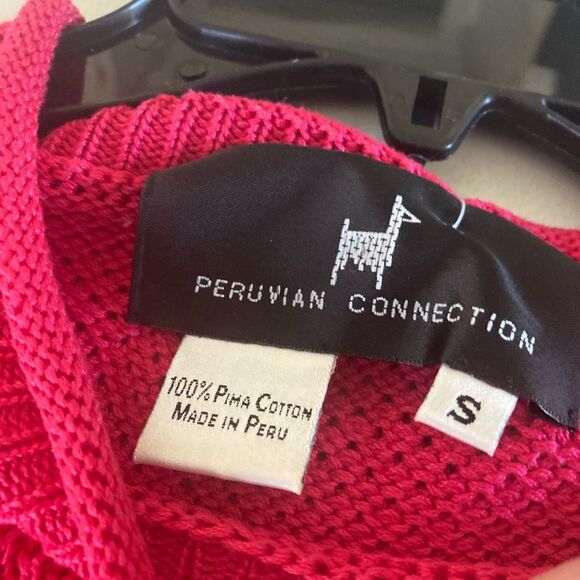 PERUVIAN CONNECTION
100% PIMA COTTON
MADE IN PERU
S